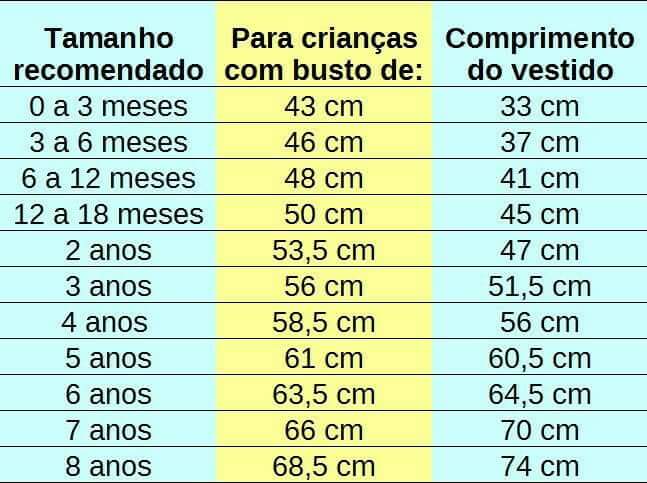 Tamanho recomendado Para crianças com busto de: Comprimento do vestido
0 a 3 meses 43 cm 33 cm
3 a 6 meses 46 cm 37 cm
6 a 12 meses 48 cm 41 cm
12 a 18 meses 50 cm 45 cm
2 anos 53,5 cm 47 cm
3 anos 56 cm 51,5 cm
4 anos 58,5 cm 56 cm
5 anos 61 cm 60,5 cm
6 anos 63,5 cm 64,5 cm
7 anos 66 cm 70 cm
8 anos 68,5 cm 74 cm